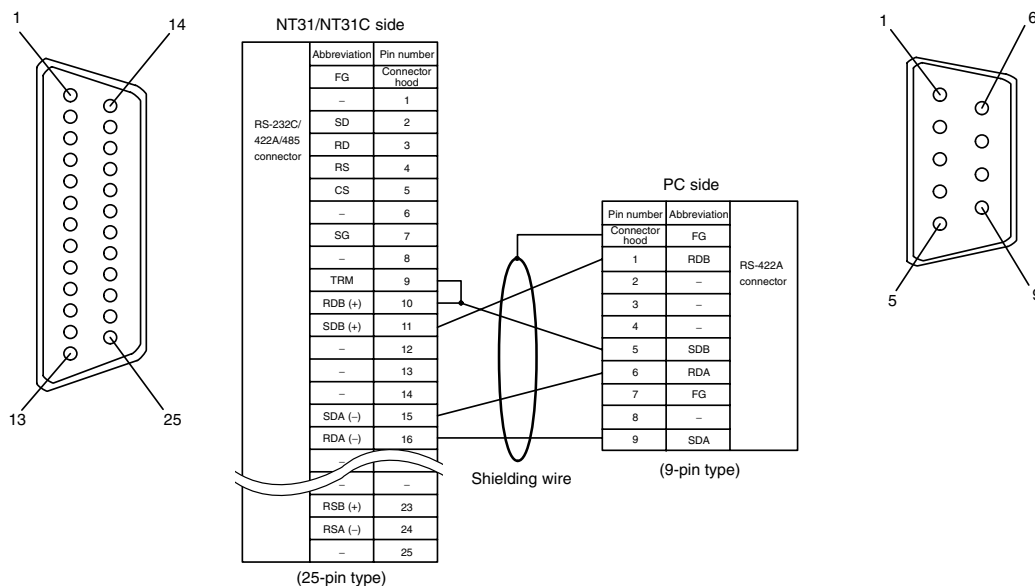 1
14
13
25
NT31/NT31C side
Abbreviation Pin number
FG Connector hood
– 1
SD 2
RD 3
RS 4
CS 5
– 6
SG 7
– 8
TRM 9
RDB (+) 10
SDB (+) 11
– 12
– 13
– 14
SDA (–) 15
RDA (–) 16
–
– –
RSB (+) 23
RSA (–) 24
– 25
RS-232C/
422A/485
connector
(25-pin type)
Shielding wire
PC side
Pin number Abbreviation
Connector hood FG
1 RDB
2 –
3 –
4 –
5 SDB
6 RDA
7 FG
8 –
9 SDA
RS-422A
connector
(9-pin type)
1
6
5
9